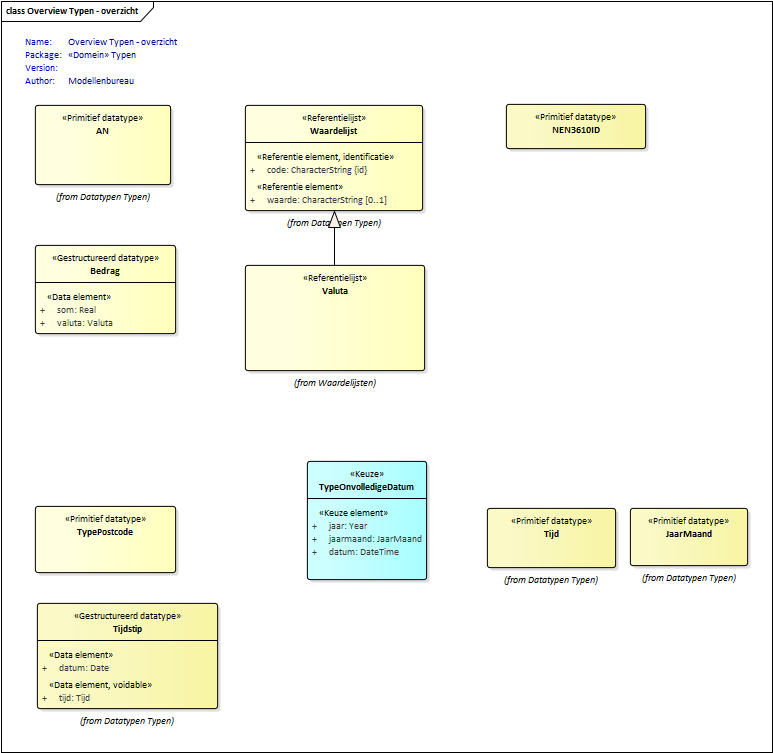 class Overview Typen - overzicht
Name: Overview Typen - overzicht
Package: «Domein» Typen
Version:
Author: Modellenbureau
«Primitief datatype»
AN
(from Datatypen Typen)
«Referentielijst»
Waardelijst
«Referentie element, identificatie»
+ code: CharacterString {id}
«Referentie element»
+ waarde: CharacterString [0..1]
(from Datatypen Typen)
«Primitief datatype»
NEN3610ID
«Gestructureerd datatype»
Bedrag
«Data element»
+ som: Real
+ valuta: Valuta
«Referentielijst»
Valuta
(from Waardelijsten)
«Keuze»
TypeOnvolledigeDatum
«Keuze element»
+ jaar: Year
+ jaarmaand: JaarMaand
+ datum: DateTime
«Primitief datatype»
TypePostcode
«Primitief datatype»
Tijd
(from Datatypen Typen)
«Primitief datatype»
JaarMaand
(from Datatypen Typen)
«Gestructureerd datatype»
Tijdstip
«Data element»
+ datum: Date
«Data element, voidable»
+ tijd: Tijd
(from Datatypen Typen)